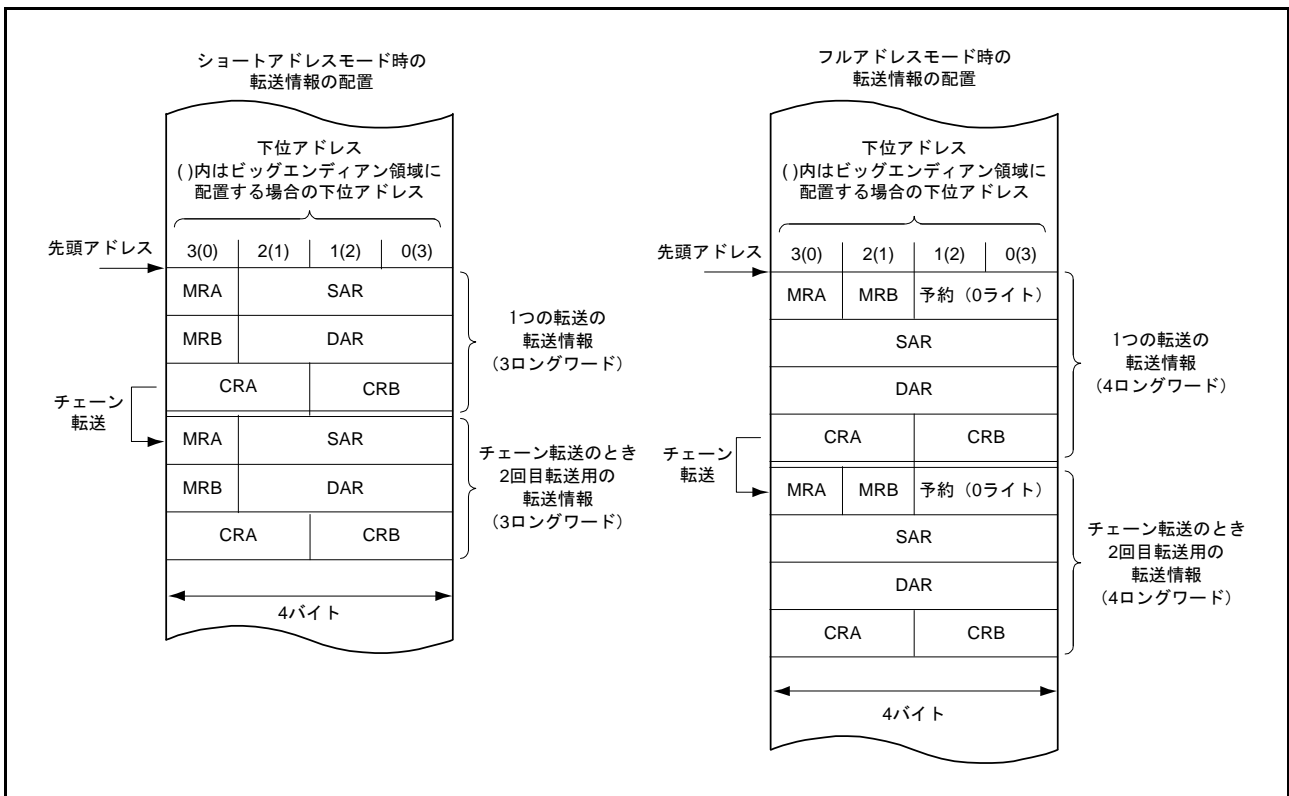 ショートアドレスモード時の
転送情報の配置
下位アドレス
( )内はビッグエンディアン領域に
配置する場合の下位アドレス
先頭アドレス
3(0) 2(1) 1(2) 0(3)
MRA SAR
MRB DAR
CRA CRB
1つの転送の
転送情報
(3ロングワード)
チェーン
転送
MRA SAR
MRB DAR
CRA CRB
チェーン転送のとき
2回目転送用の
転送情報
(3ロングワード)
4バイト
フルアドレスモード時の
転送情報の配置
下位アドレス
( )内はビッグエンディアン領域に
配置する場合の下位アドレス
先頭アドレス
3(0) 2(1) 1(2) 0(3)
MRA MRB 予約(0ライト)
SAR
DAR
CRA CRB
1つの転送の
転送情報
(4ロングワード)
チェーン
転送
MRA MRB 予約(0ライト)
SAR
DAR
CRA CRB
チェーン転送のとき
2回目転送用の
転送情報
(4ロングワード)
4バイト